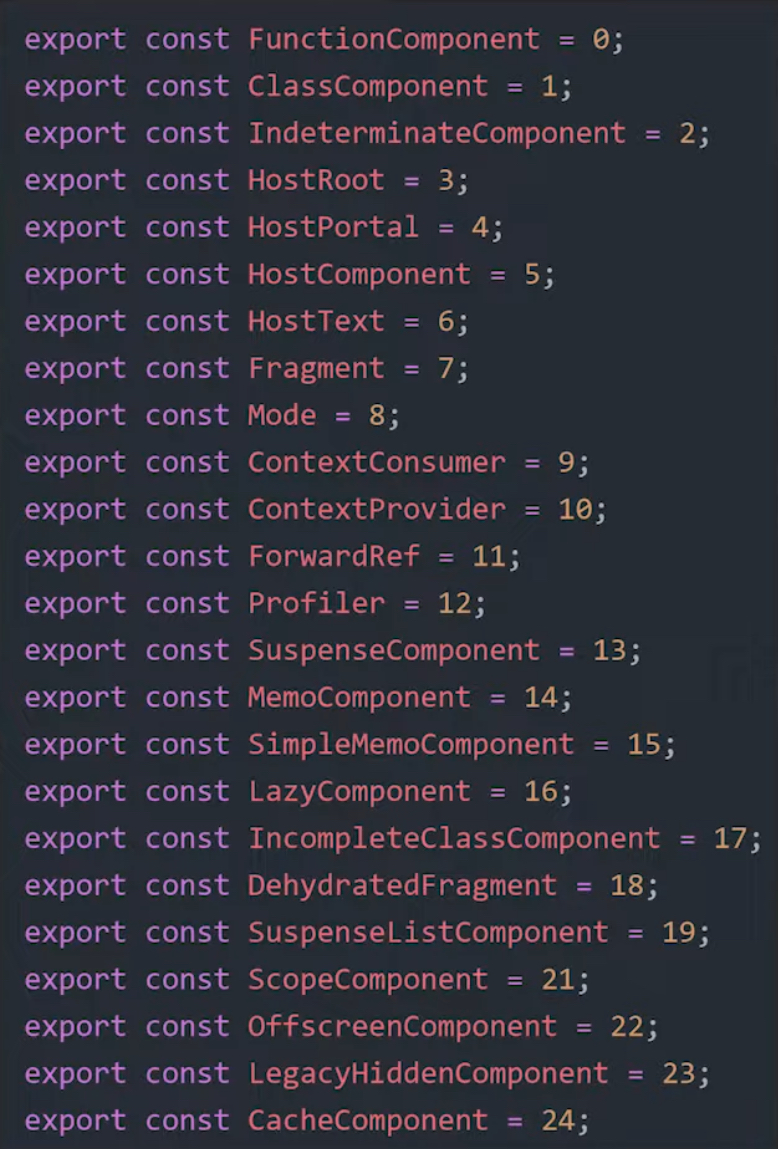 export const FunctionComponent = 0;
export const ClassComponent = 1;
export const IndeterminateComponent = 2;
export const HostRoot = 3;
export const HostPortal = 4;
export const HostComponent = 5;
export const HostText = 6;
export const Fragment = 7;
export const Mode = 8;
export const ContextConsumer = 9;
export const ContextProvider = 10;
export const ForwardRef = 11;
export const Profiler = 12;
export const SuspenseComponent = 13;
export const MemoComponent = 14;
export const SimpleMemoComponent = 15;
export const LazyComponent = 16;
export const IncompleteClassComponent = 17;
export const DehydratedFragment = 18;
export const SuspenseListComponent = 19;
export const ScopeComponent = 21;
export const OffscreenComponent = 22;
export const LegacyHiddenComponent = 23;
export const CacheComponent = 24;